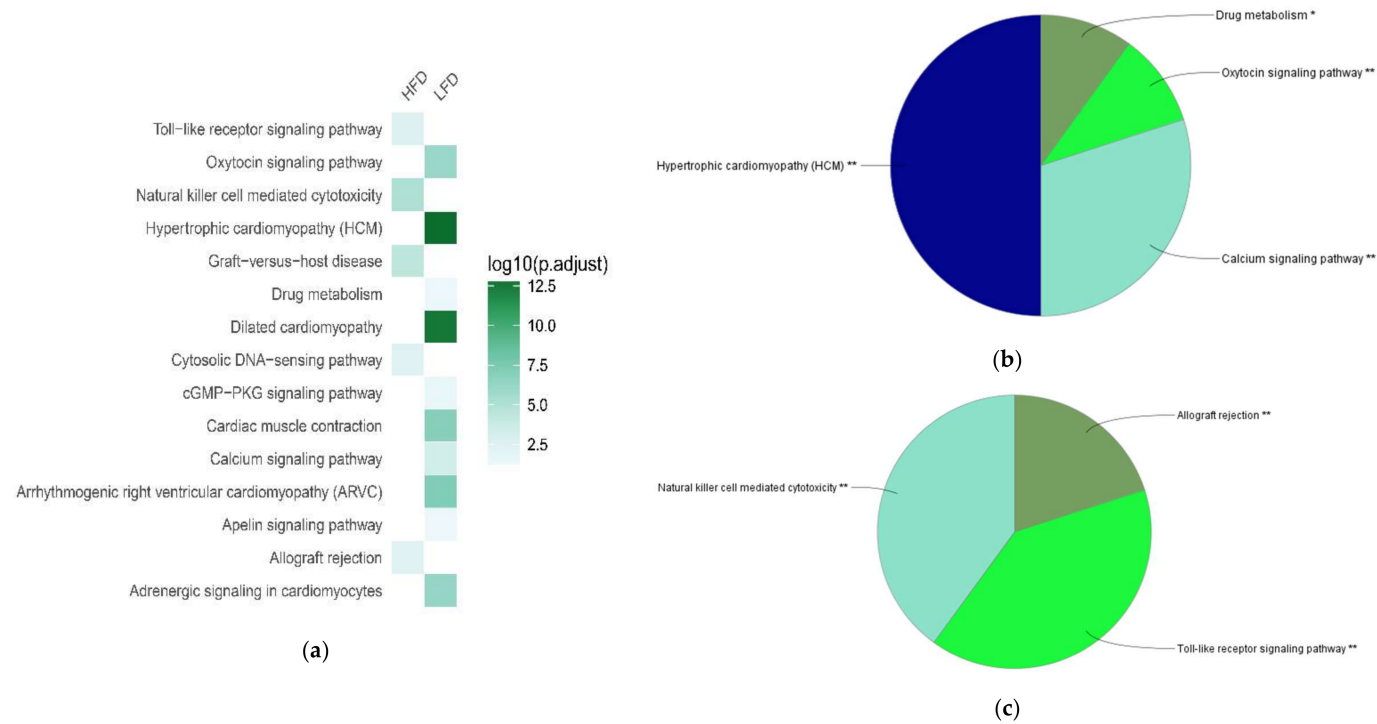 HFD
LFD
Toll−like receptor signaling pathway
Oxytocin signaling pathway
Natural killer cell mediated cytotoxicity
Hypertrophic cardiomyopathy (HCM)
Graft−versus−host disease
Drug metabolism
Dilated cardiomyopathy
Cytosolic DNA−sensing pathway
cGMP−PKG signaling pathway
Cardiac muscle contraction
Calcium signaling pathway
Arrhythmogenic right ventricular cardiomyopathy (ARVC)
Apelin signaling pathway
Allograft rejection
Adrenergic signaling in cardiomyocytes
log10(p.adjust)
12.5
10.0
7.5
5.0
2.5
(a)
Drug metabolism *
Oxytocin signaling pathway **
Hypertrophic cardiomyopathy (HCM) **
Calcium signaling pathway **
(b)
Allograft rejection **
Natural killer cell mediated cytotoxicity **
Toll-like receptor signaling pathway **
(c)